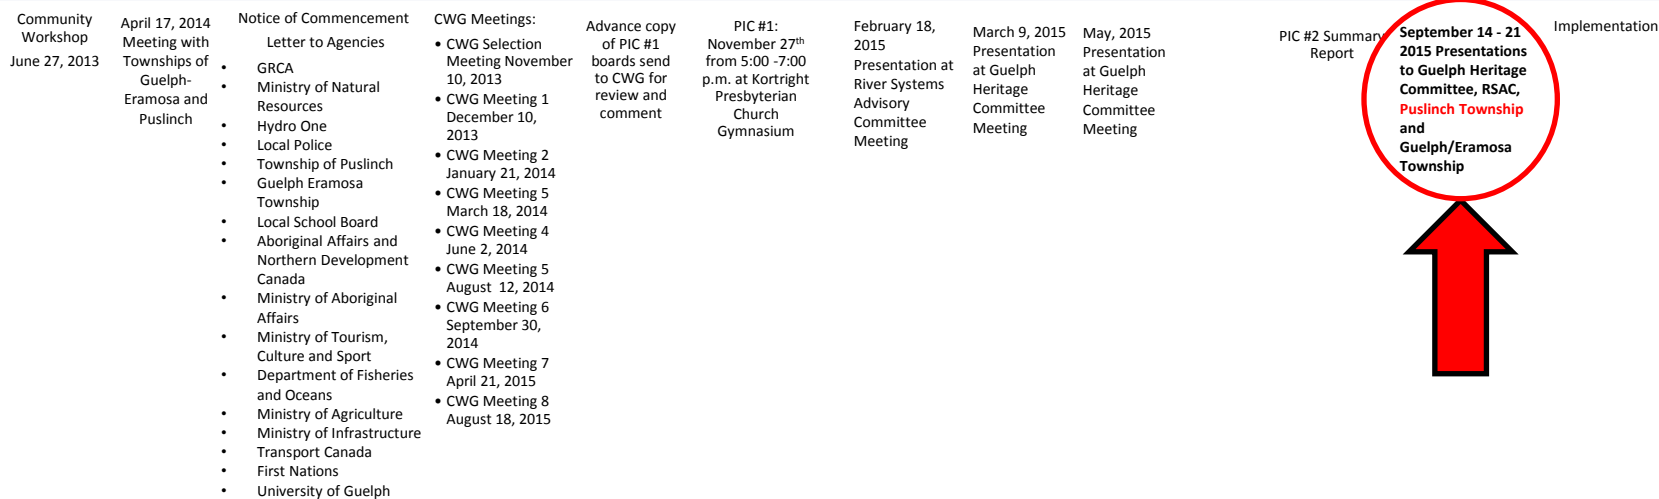 Community
Workshop
June 27, 2013
April 17, 2014
Meeting with
Townships of
Guelph-
Eramosa and
Puslinch
Notice of Commencement
Letter to Agencies
• GRCA
• Ministry of Natural
Resources
• Hydro One
• Local Police
• Township of Puslinch
• Guelph Eramosa
Township
• Local School Board
• Aboriginal Affairs and
Northern Development
Canada
• Ministry of Aboriginal
Affairs
• Ministry of Tourism,
Culture and Sport
• Department of Fisheries
and Oceans
• Ministry of Agriculture
• Ministry of Infrastructure
• Transport Canada
• First Nations
• University of Guelph
CWG Meetings:
• CWG Selection
Meeting November
10, 2013
• CWG Meeting 1
December 10,
2013
• CWG Meeting 2
January 21, 2014
• CWG Meeting 5
March 18, 2014
• CWG Meeting 4
June 2, 2014
• CWG Meeting 5
August 12, 2014
• CWG Meeting 6
September 30,
2014
• CWG Meeting 7
April 21, 2015
• CWG Meeting 8
August 18, 2015
Advance copy
of PIC #1
boards send
to CWG for
review and
comment
PIC #1:
November 27th
from 5:00 -7:00
p.m. at Kortright
Presbyterian
Church
Gymnasium
February 18,
2015
Presentation at
River Systems
Advisory
Committee
Meeting
March 9, 2015
Presentation
at Guelph
Heritage
Committee
Meeting
May, 2015
Presentation
at Guelph
Heritage
Committee
Meeting
PIC #2 Summary
Report
September 14 - 21
2015 Presentations
to Guelph Heritage
Committee, RSAC,
Puslinch Township
and
Guelph/Eramosa
Township
Implementation